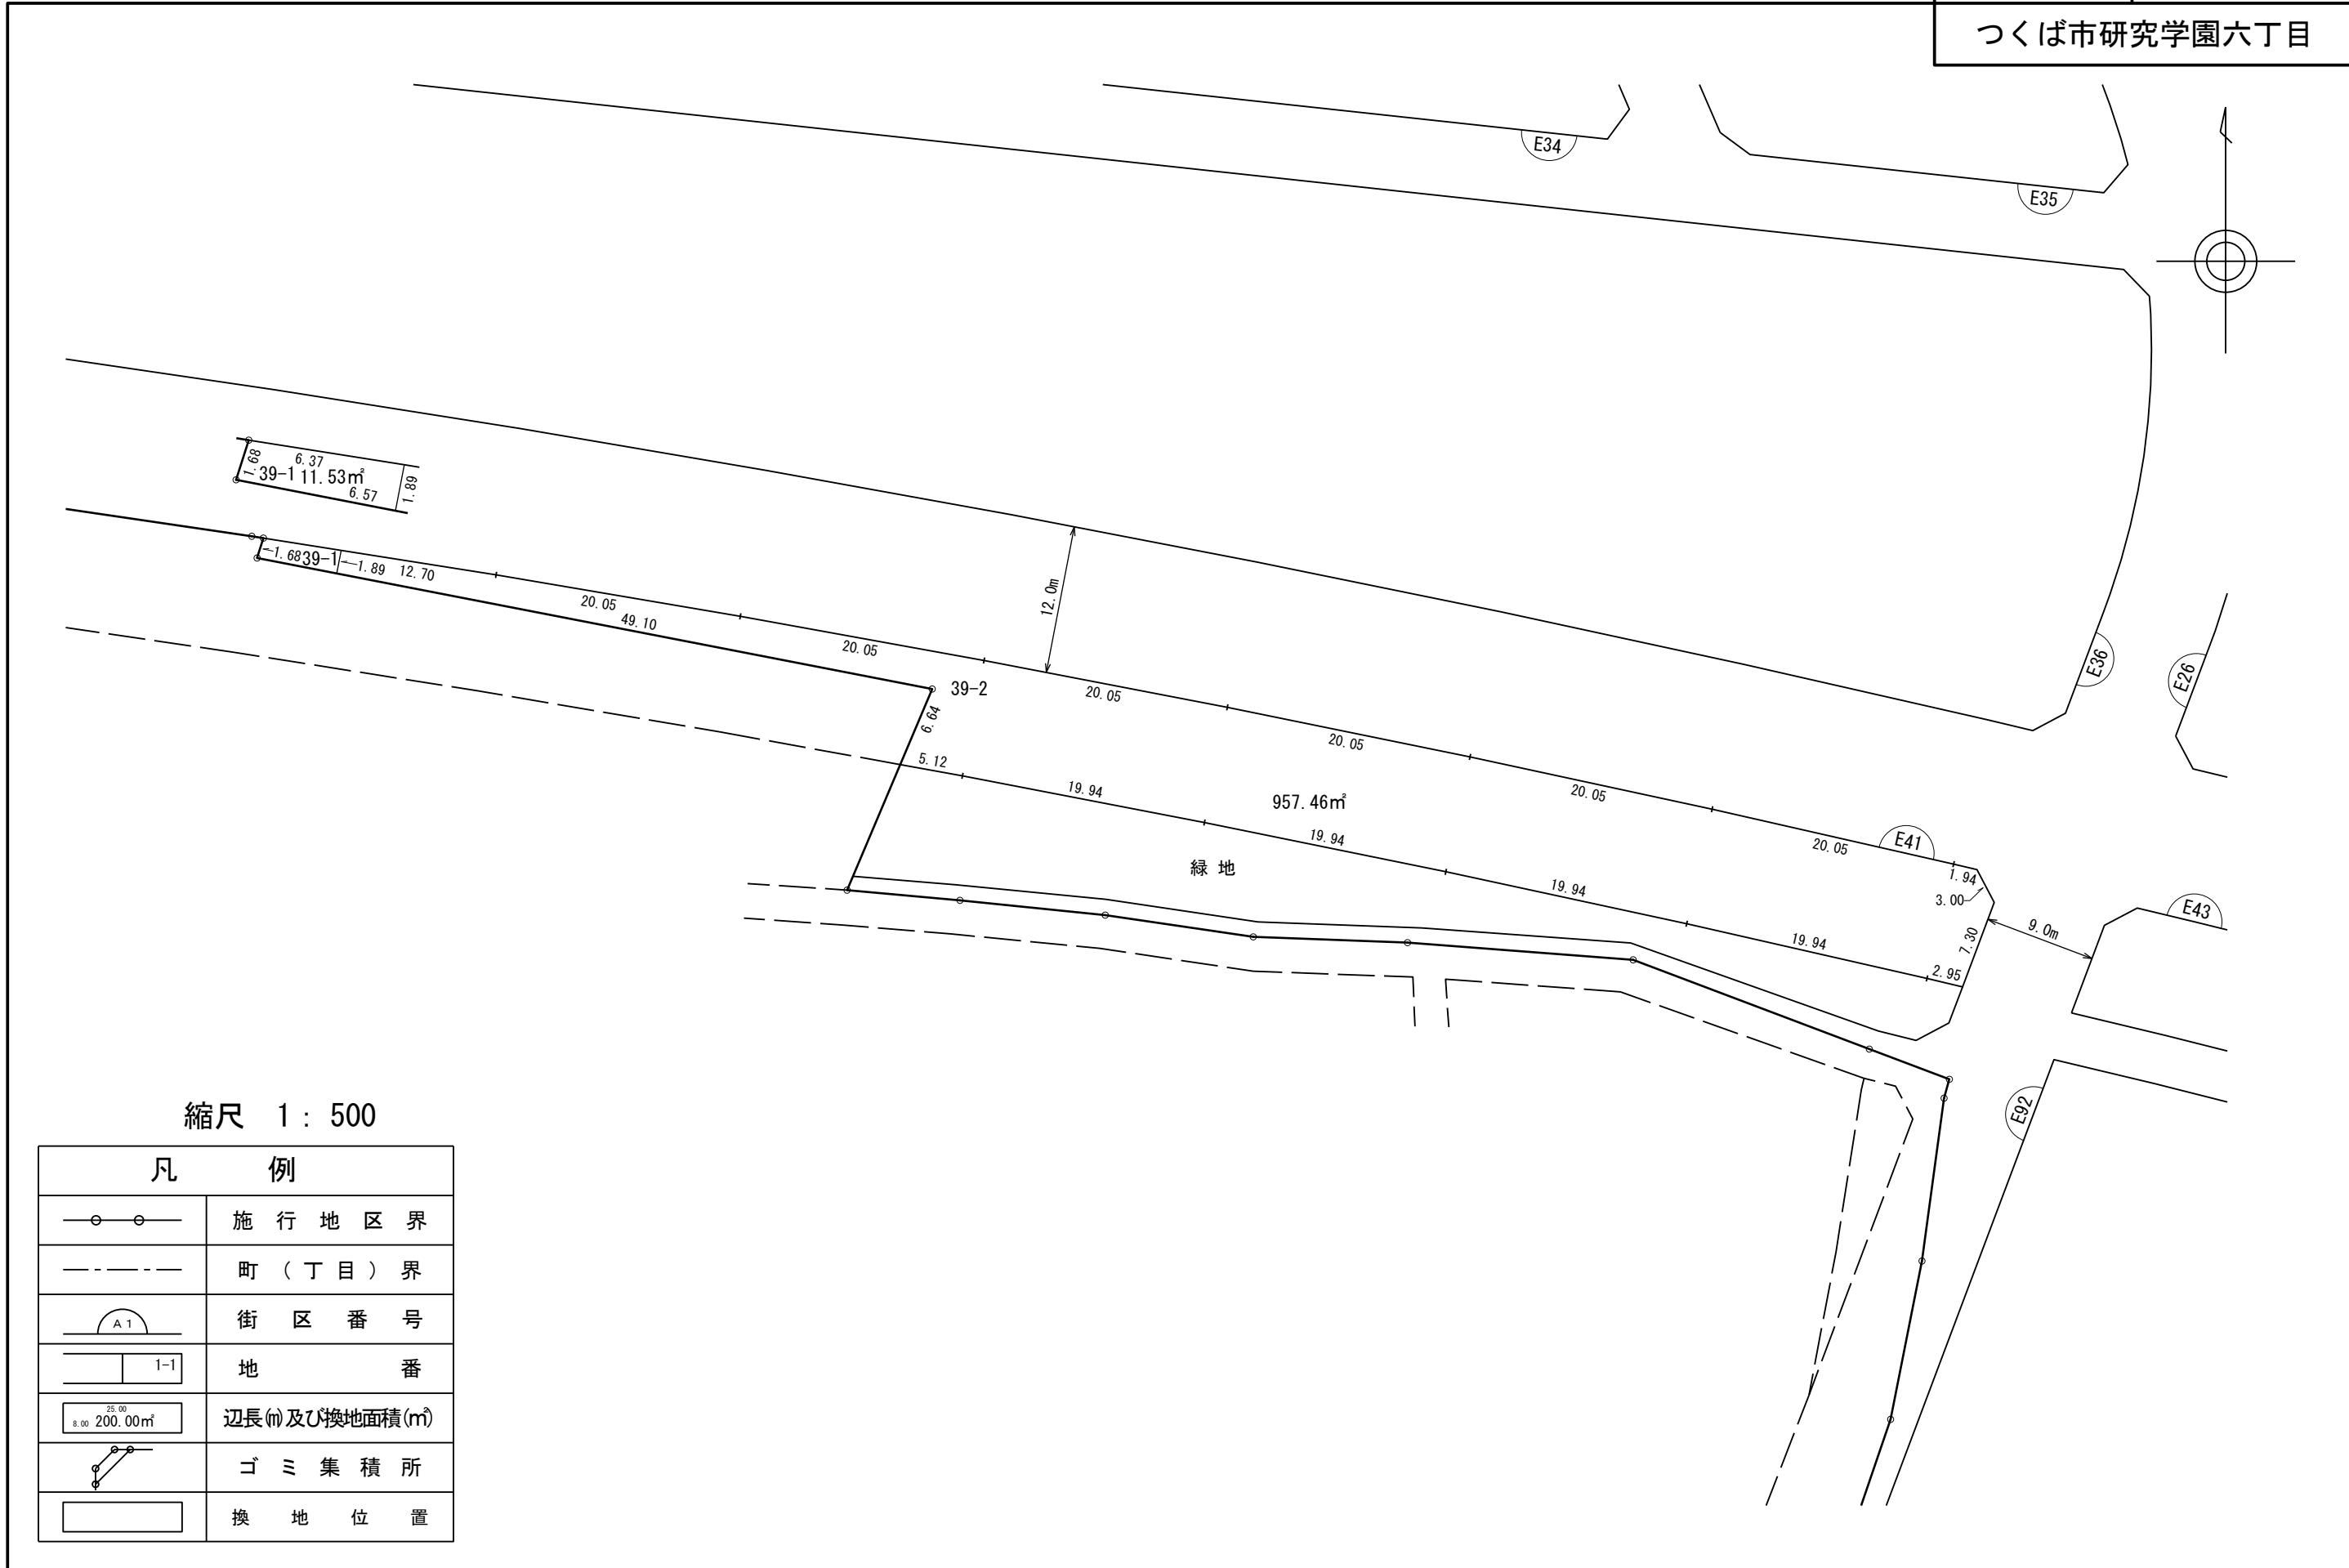 つくば市研究学園六丁目
E34
E35
1.68
6.37
39-1 11.53㎡
6.57
1.89
1.68
39-1
1.89
12.70
20.05
49.10
20.05
12.0m
39-2
20.05
6.64
E36
E26
20.05
5.12
19.94
957.46㎡
20.05
19.94
E41
20.05
緑地
19.94
1.94
3.00
E43
19.94
7.30
9.0m
2.95
E92
縮尺 1:500
凡例
施行地区界
町(丁目)界
A1
街区番号
1-1
地番
25.00
8.00 200.00㎡
辺長(m)及び換地面積(㎡)
ゴミ集積所
換地位置